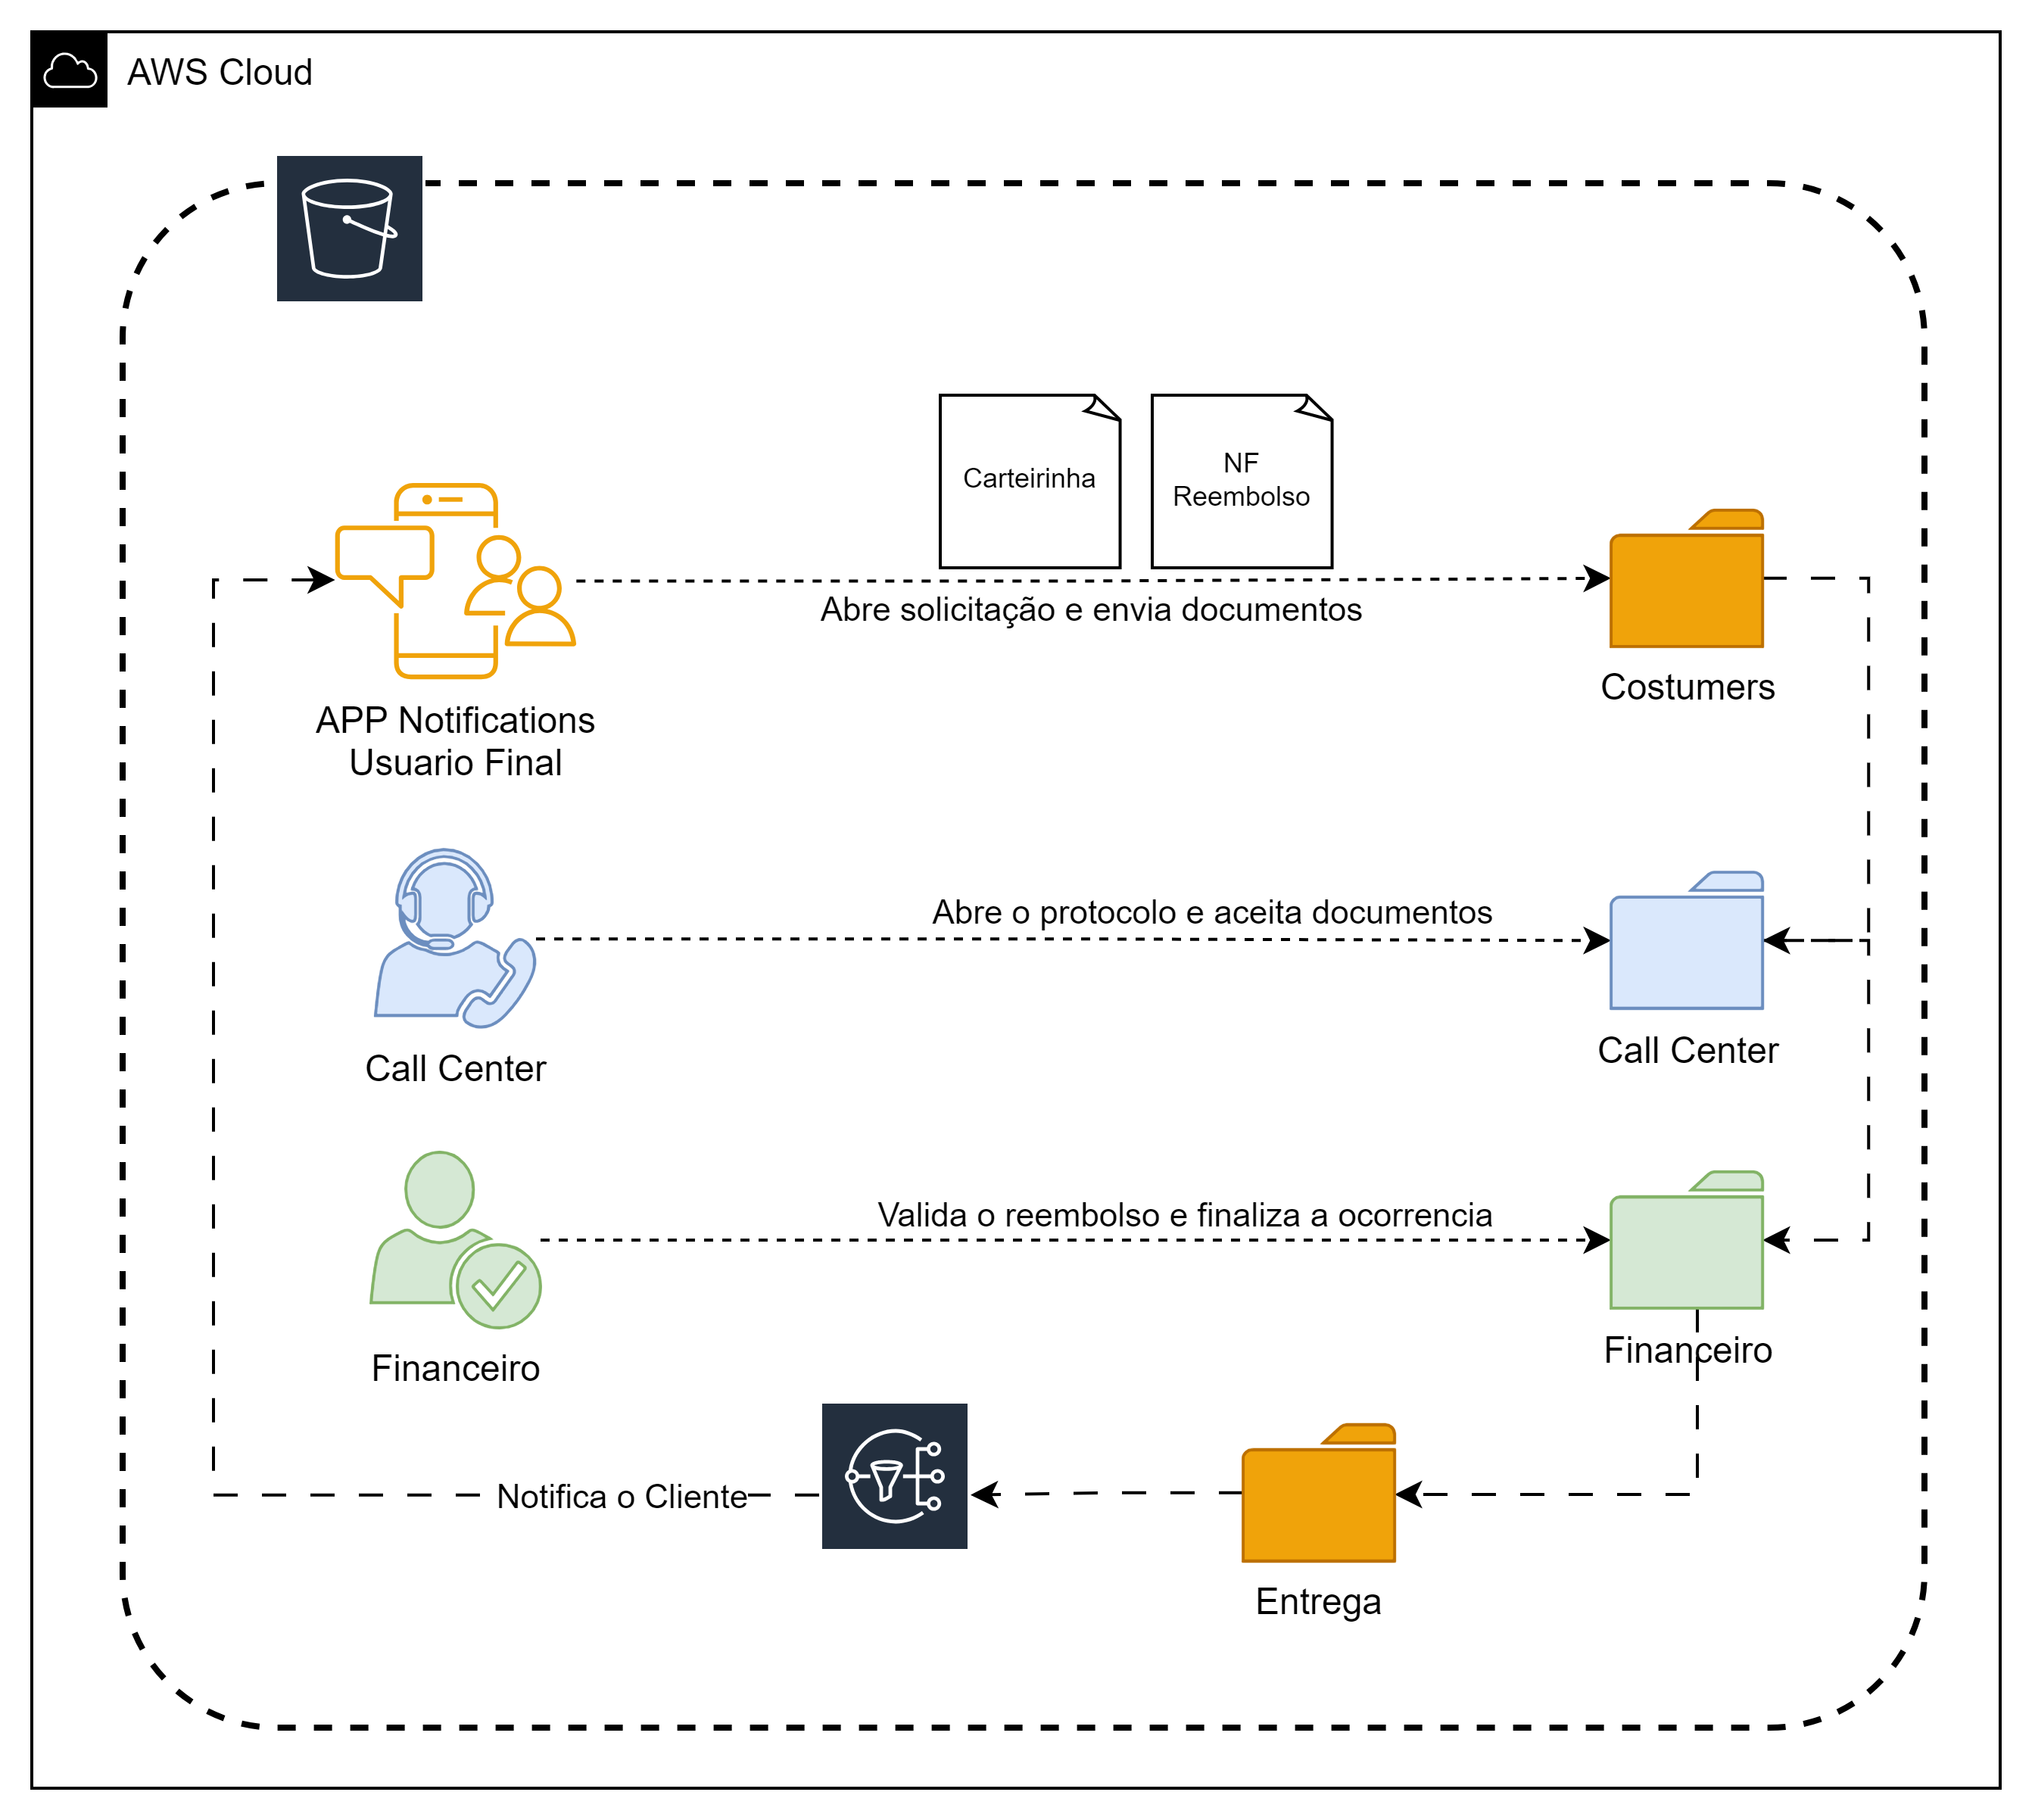 AWS Cloud
Carteirinha
NF
Reembolso
Abre solicitação e envia documentos
Costumers
APP Notifications
Usuario Final
Abre o protocolo e aceita documentos
Call Center
Call Center
Valida o reembolso e finaliza a ocorrencia
Financeiro
Financeiro
Notifica o Cliente
Entrega